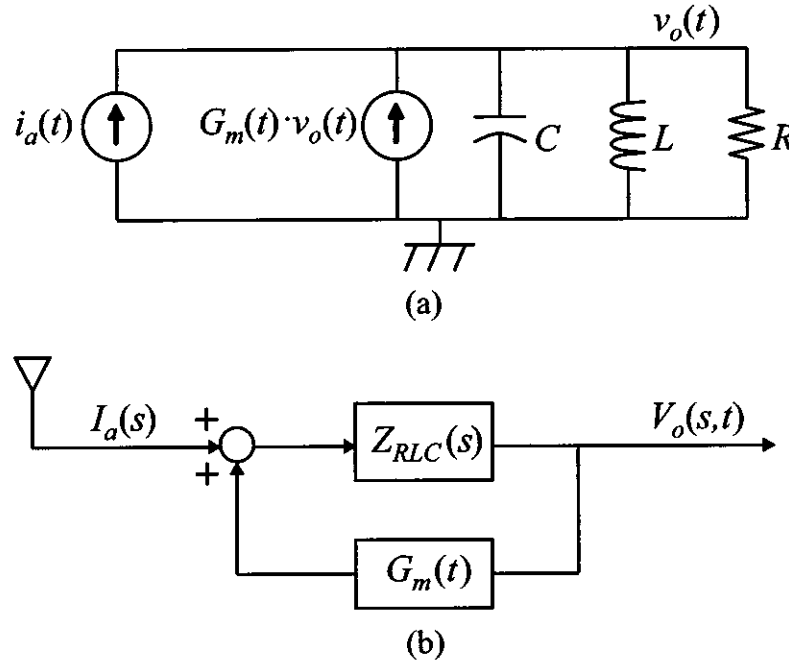 v_o(t)
i_a(t)
G_m(t)·v_o(t)
C
L
R
(a)
I_a(s)
+
+
Z_RLC(s)
V_o(s,t)
G_m(t)
(b)